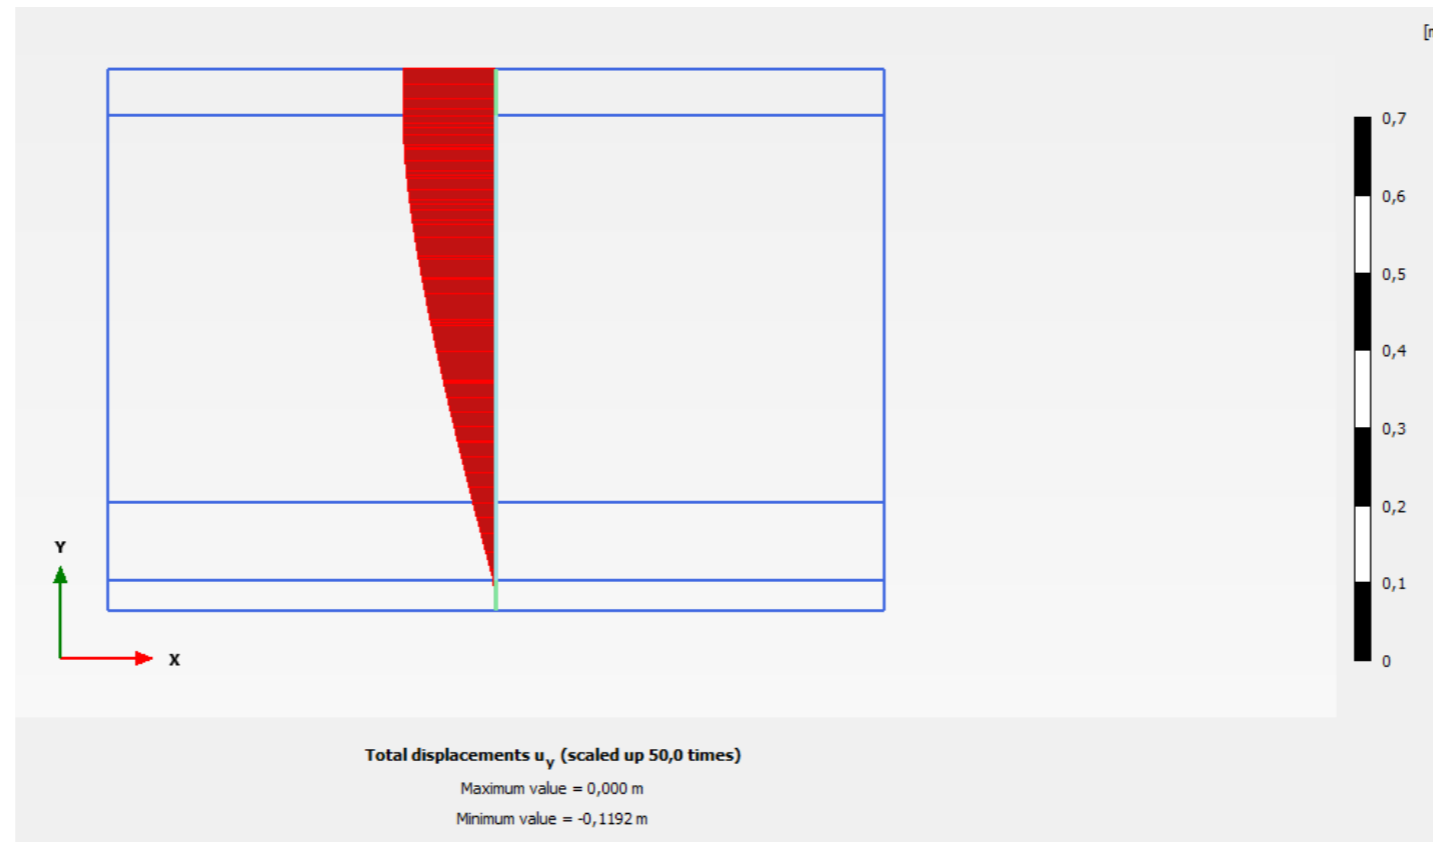 [m
0,7
0,6
0,5
0,4
0,3
0,2
0,1
0
Y
X
Total displacements uy (scaled up 50,0 times)
Maximum value = 0,000 m
Minimum value = -0,1192 m